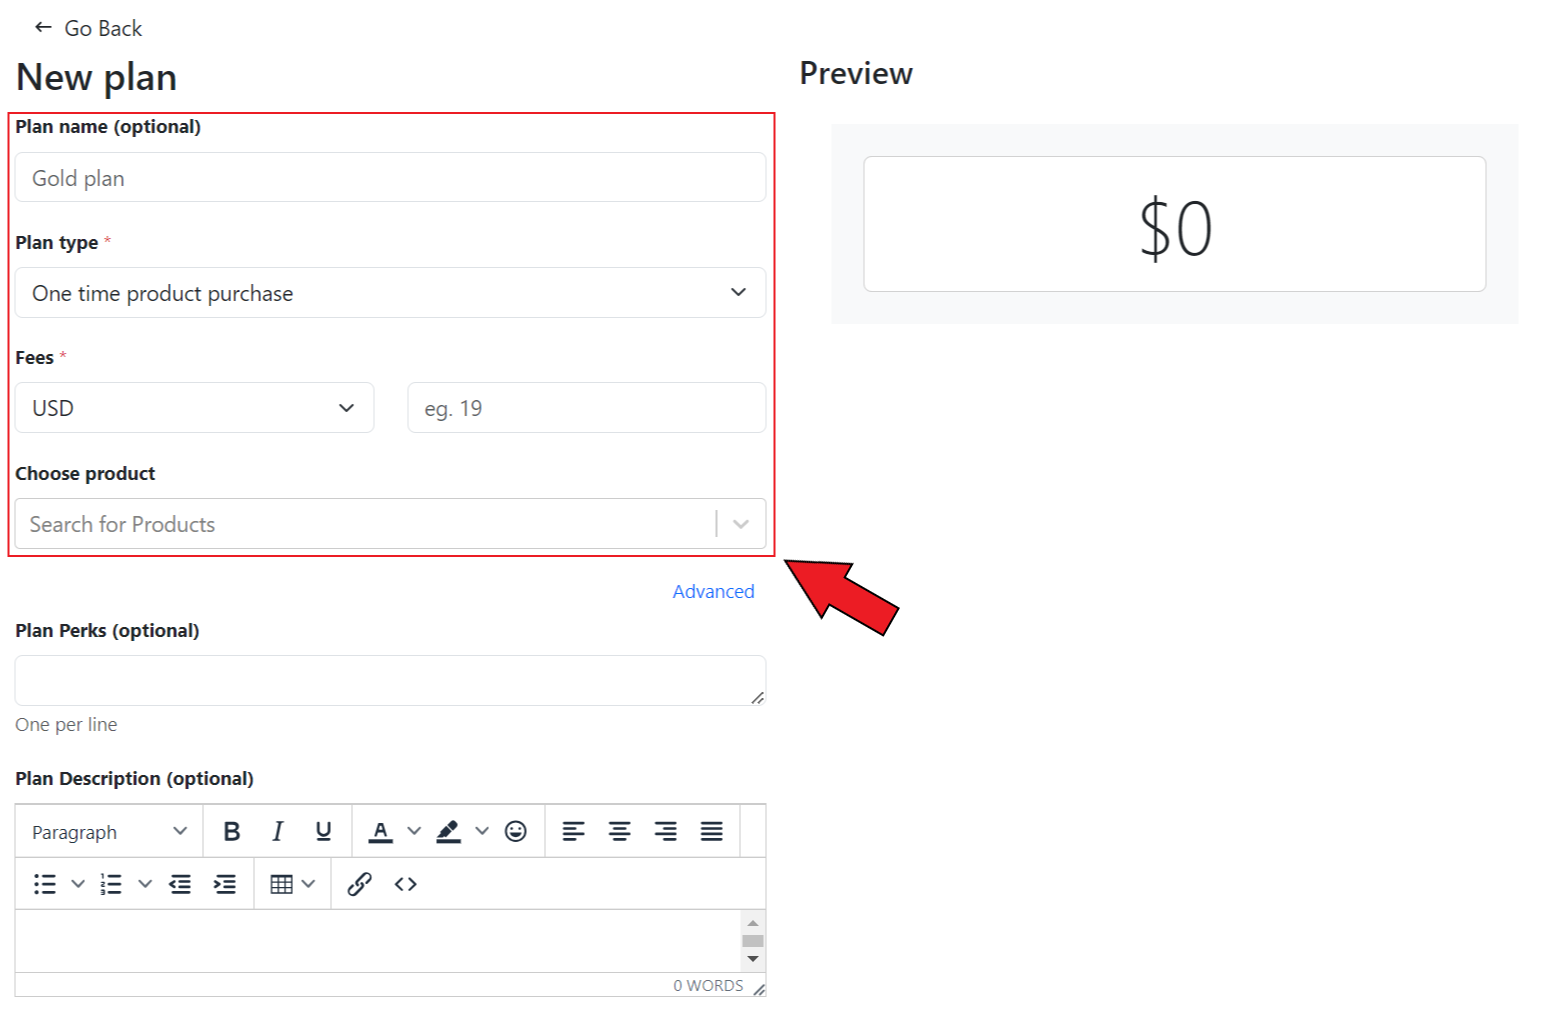 ← Go Back
New plan
Plan name (optional)
Gold plan
Plan type *
One time product purchase
Fees *
USD
eg. 19
Choose product
Search for Products
Advanced
Plan Perks (optional)
One per line
Plan Description (optional)
Paragraph
B I U A
0 WORDS
Preview
$0